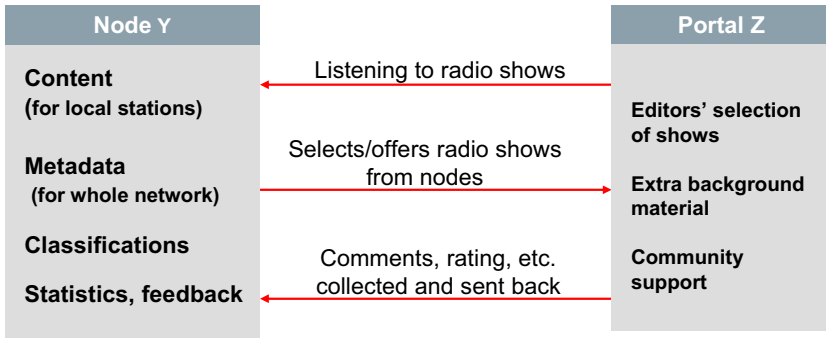 Node Y
Content
(for local stations)
Metadata
(for whole network)
Classifications
Statistics, feedback
Listening to radio shows
Selects/offers radio shows
from nodes
Comments, rating, etc.
collected and sent back
Portal Z
Editors’ selection
of shows
Extra background
material
Community
support